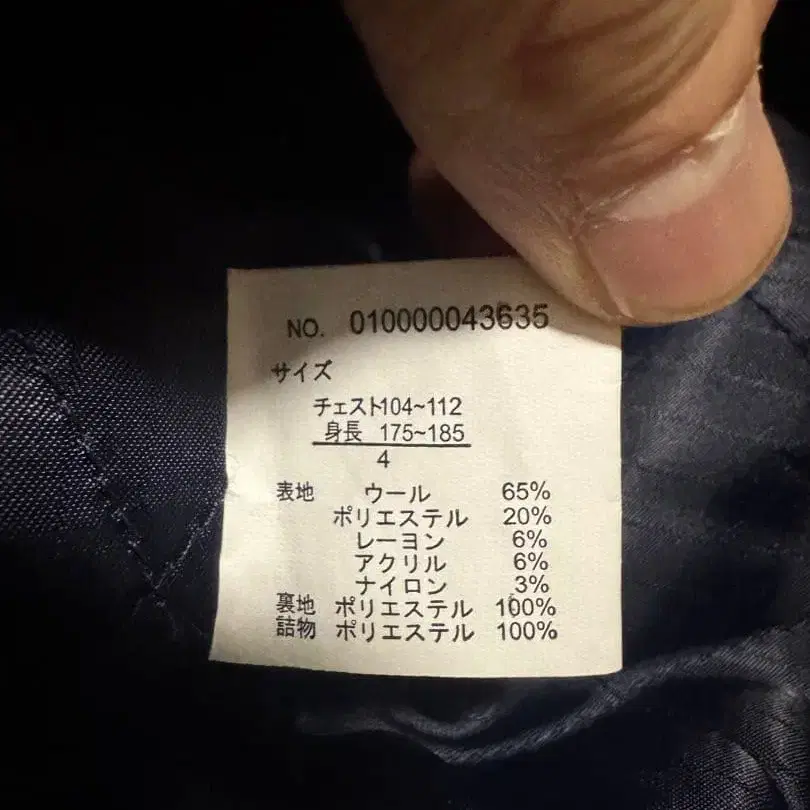 NO. 010000043635
サイズ
チェスト104~112
身長 175~185
4
表地 ウール 65%
ポリエステル 20%
レーヨン 6%
アクリル 6%
ナイロン 3%
裏地 ポリエステル 100%
詰物 ポリエステル 100%